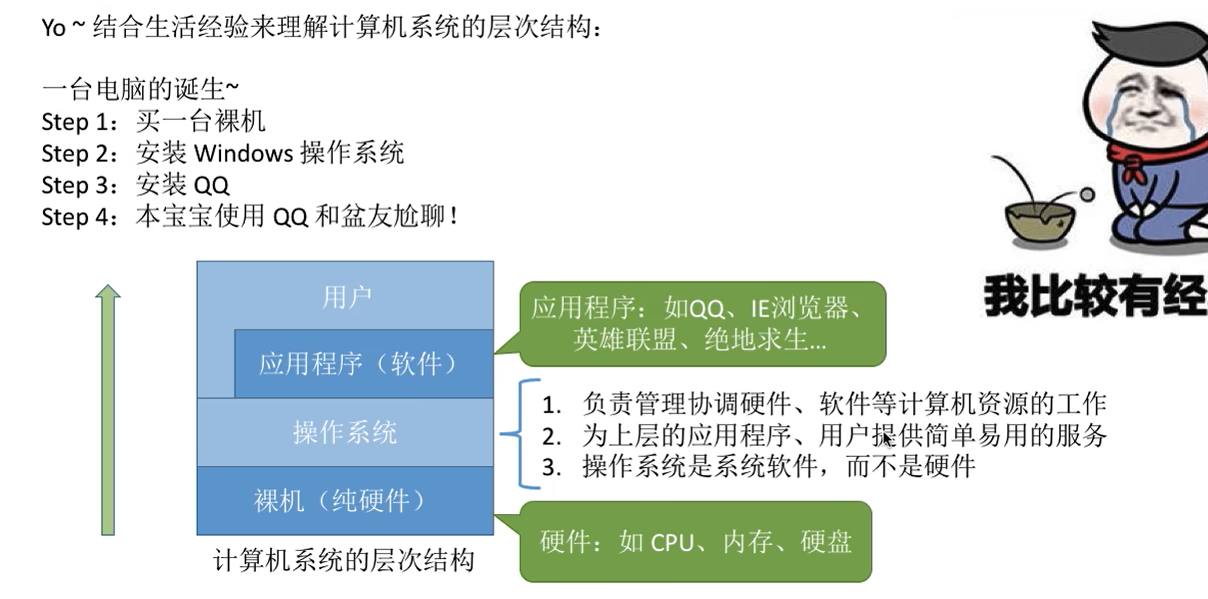 Yo ~ 结合生活经验来理解计算机系统的层次结构：
一台电脑的诞生~
Step 1：买一台裸机
Step 2：安装 Windows 操作系统
Step 3：安装 QQ
Step 4：本宝宝使用 QQ 和盆友尬聊！
我比较有经
用户
应用程序（软件）
操作系统
裸机（纯硬件）
计算机系统的层次结构
应用程序：如QQ、IE浏览器、
英雄联盟、绝地求生...
1. 负责管理协调硬件、软件等计算机资源的工作
2. 为上层的应用程序、用户提供简单易用的服务
3. 操作系统是系统软件，而不是硬件
硬件：如 CPU、内存、硬盘